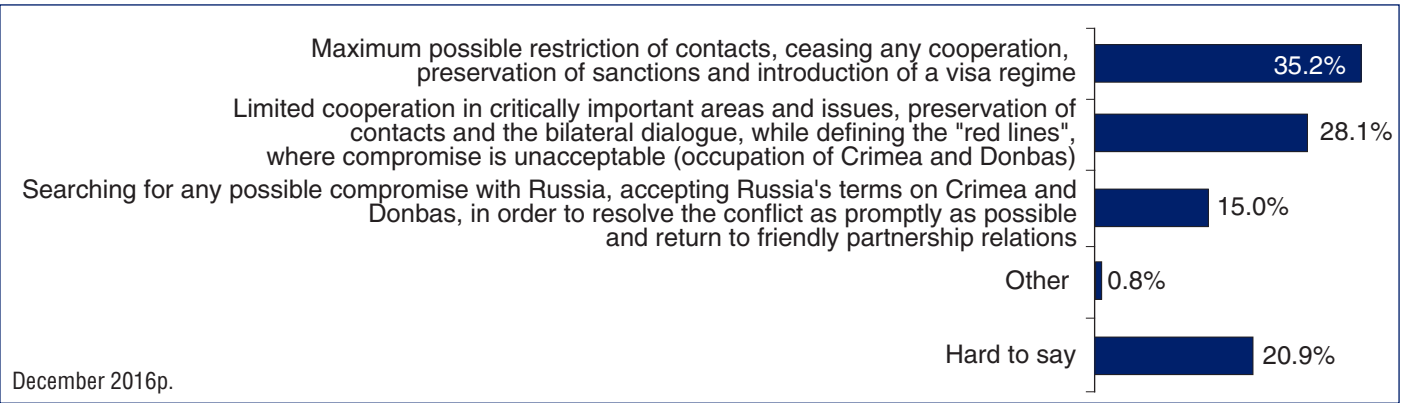 Maximum possible restriction of contacts, ceasing any cooperation,
preservation of sanctions and introduction of a visa regime
35.2%
Limited cooperation in critically important areas and issues, preservation of
contacts and the bilateral dialogue, while defining the "red lines",
where compromise is unacceptable (occupation of Crimea and Donbas)
28.1%
Searching for any possible compromise with Russia, accepting Russia's terms on Crimea and
Donbas, in order to resolve the conflict as promptly as possible
and return to friendly partnership relations
15.0%
Other
0.8%
Hard to say
20.9%
December 2016p.